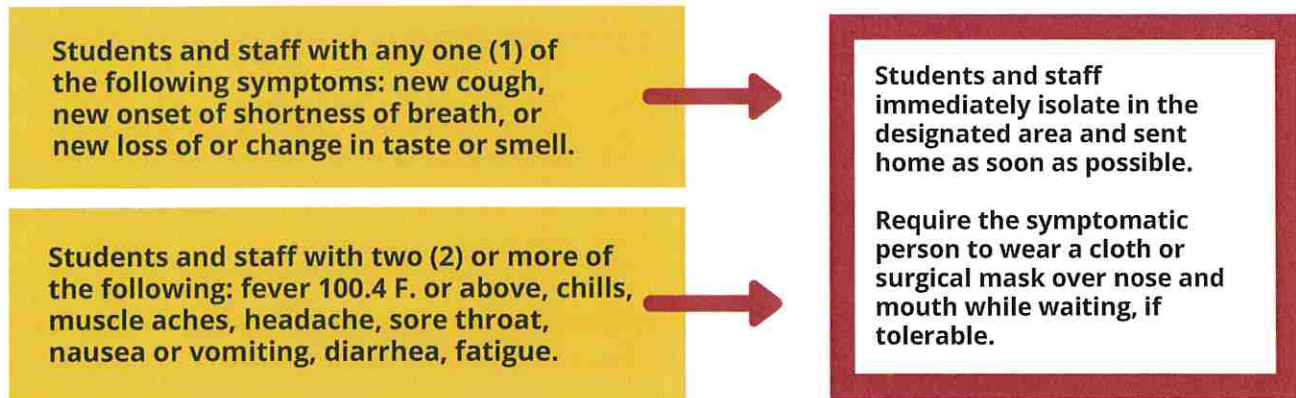 Students and staff with any one (1) of
the following symptoms: new cough,
new onset of shortness of breath, or
new loss of or change in taste or smell.
Students and staff with two (2) or more of
the following: fever 100.4 F. or above, chills,
muscle aches, headache, sore throat,
nausea or vomiting, diarrhea, fatigue.
Students and staff
immediately isolate in the
designated area and sent
home as soon as possible.
Require the symptomatic
person to wear a cloth or
surgical mask over nose and
mouth while waiting, if
tolerable.